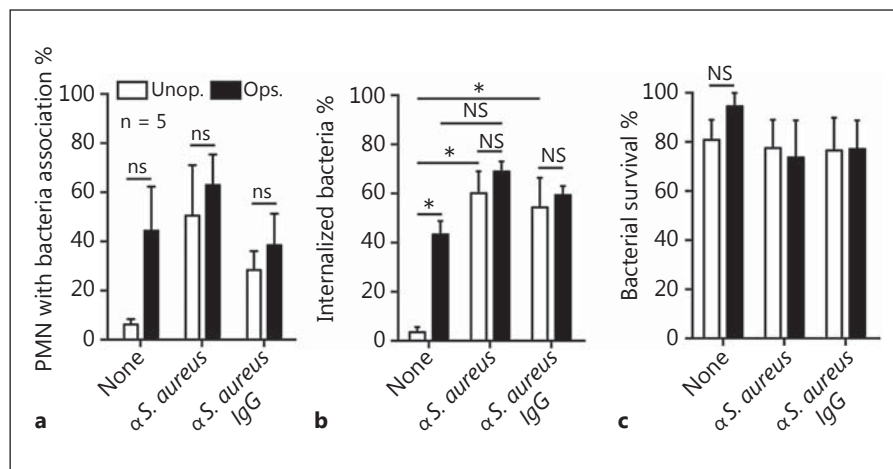 PMN with bacteria association %
100
80
60
40
20
0
Unop.
Ops.
n = 5
ns
ns
ns
None
αS. aureus
αS. aureus
IgG
a
Internalized bacteria %
100
80
60
40
20
0
*
NS
*
NS
NS
*
None
αS. aureus
αS. aureus
IgG
b
Bacterial survival %
100
80
60
40
20
0
NS
None
αS. aureus
αS. aureus
IgG
c